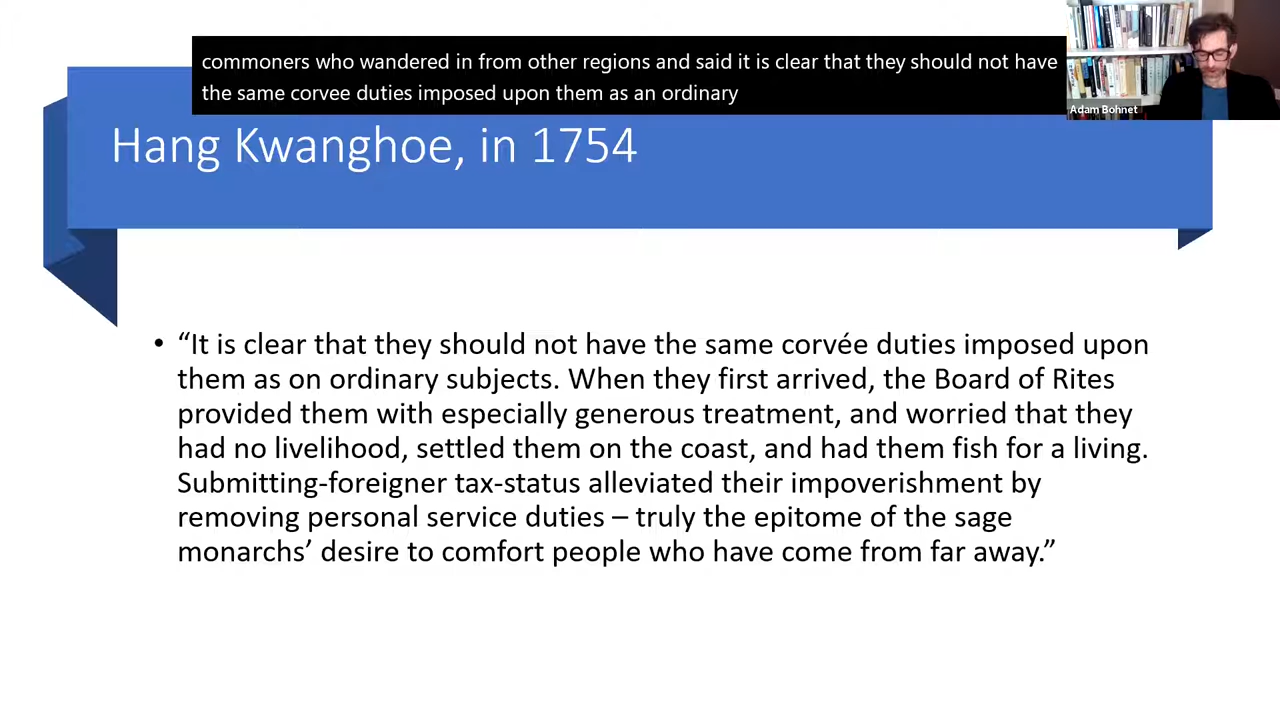 commoners who wandered in from other regions and said it is clear that they should not have
the same corvee duties imposed upon them as an ordinary
Adam Bohnet
Hang Kwanghoe, in 1754
• “It is clear that they should not have the same corvée duties imposed upon
them as on ordinary subjects. When they first arrived, the Board of Rites
provided them with especially generous treatment, and worried that they
had no livelihood, settled them on the coast, and had them fish for a living.
Submitting-foreigner tax-status alleviated their impoverishment by
removing personal service duties – truly the epitome of the sage
monarchs’ desire to comfort people who have come from far away.”